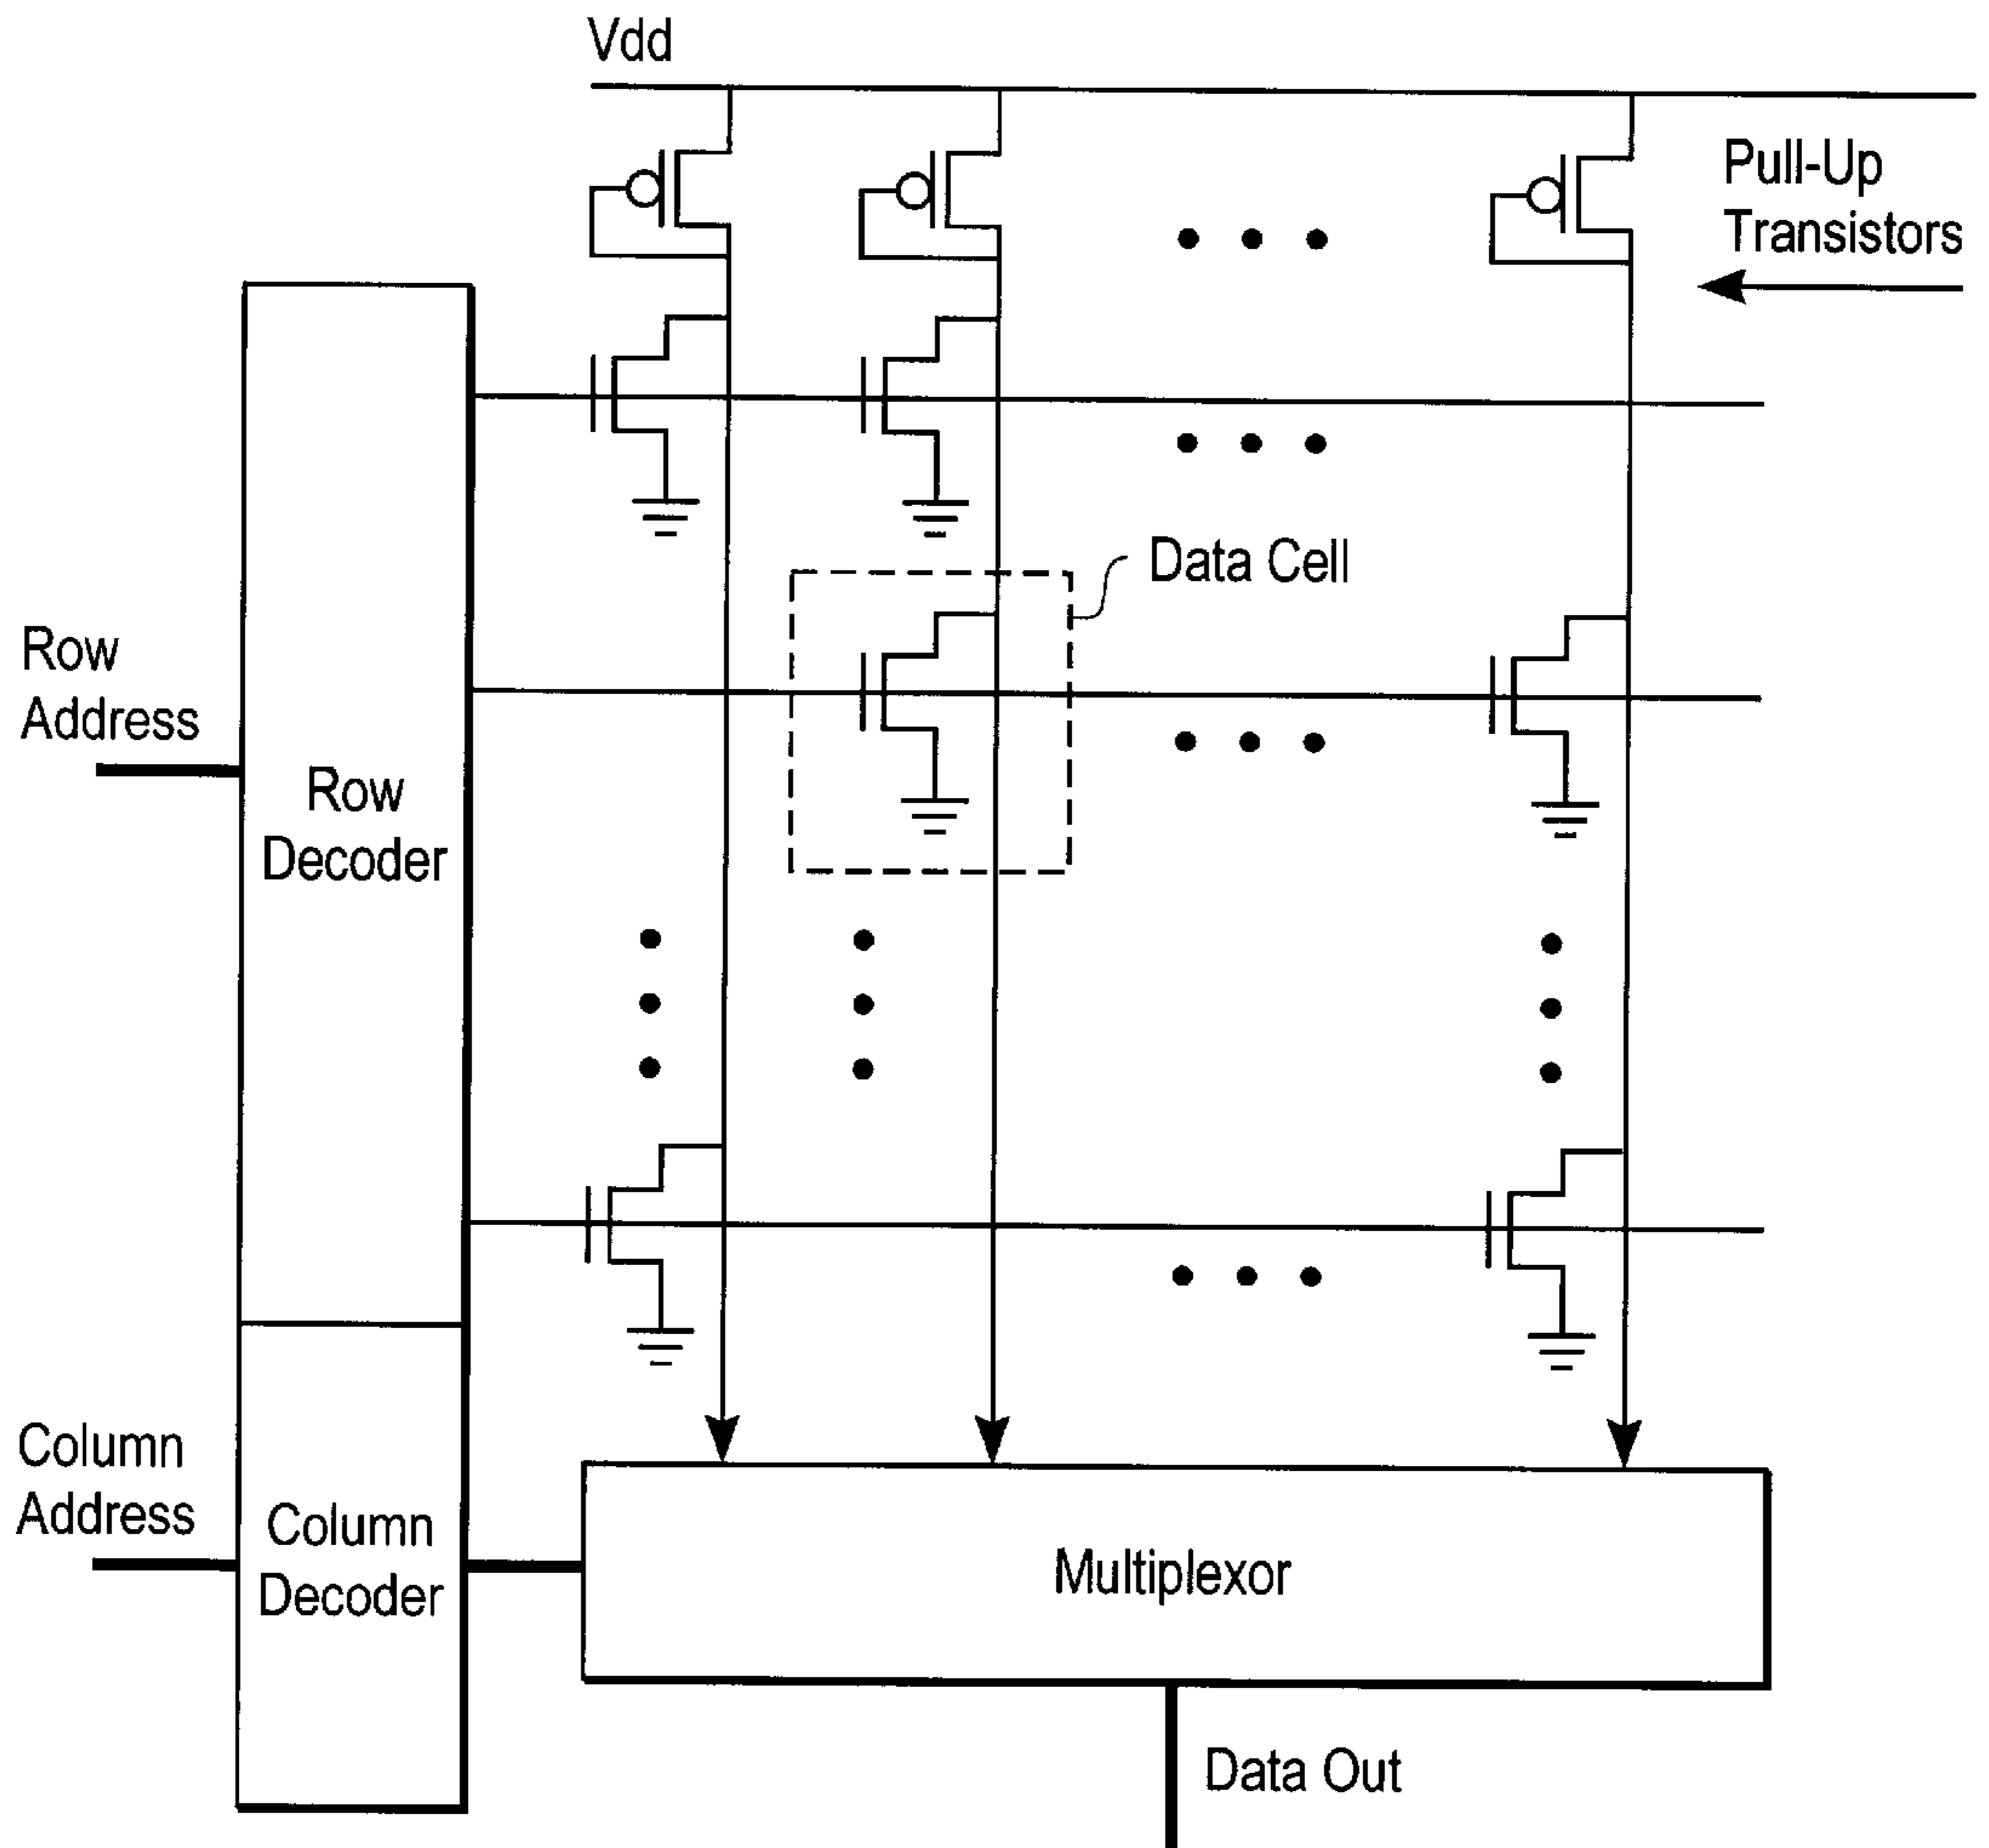 Vdd
Pull-Up
Transistors
Data Cell
Row
Address
Row
Decoder
Column
Address
Column
Decoder
Multiplexor
Data Out